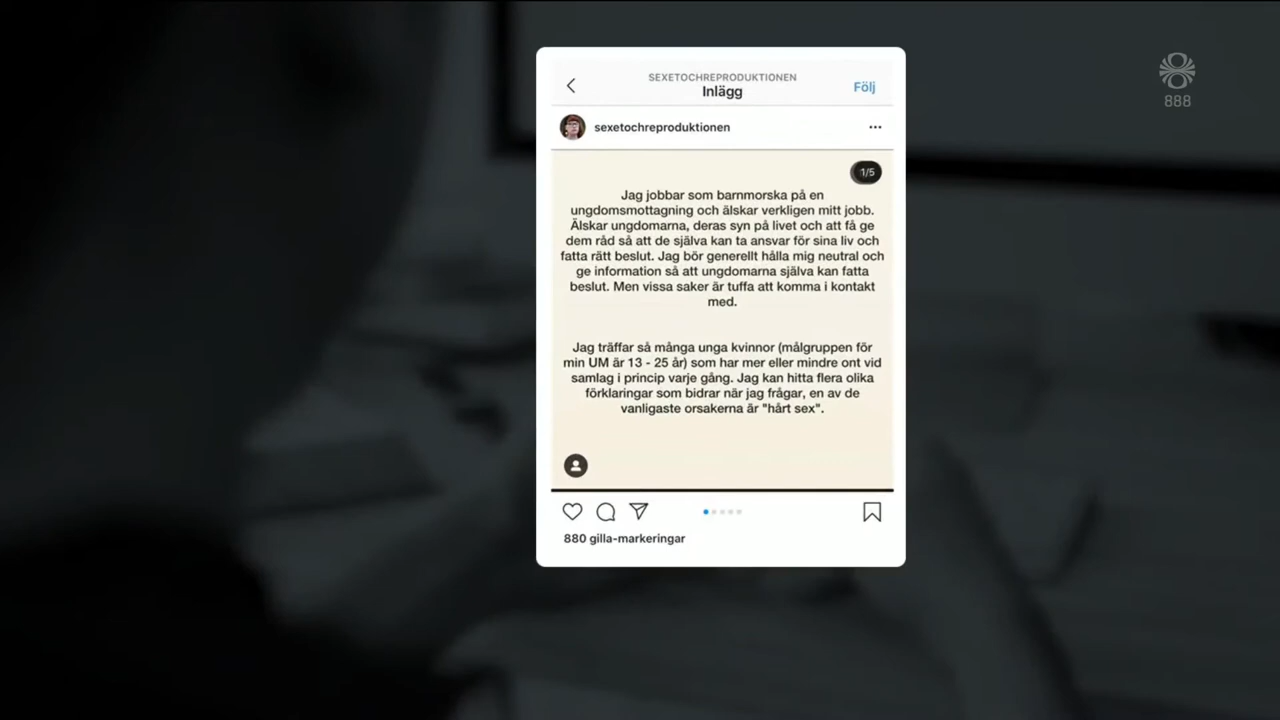 SEXETOCHREPRODUKTIONEN
Inlägg
Följ
sexetochreproduktionen
1/5
Jag jobbar som barnmorska på en
ungdomsmottagning och älskar verkligen mitt jobb.
Älskar ungdomarna, deras syn på livet och att få ge
dem råd så att de själva kan ta ansvar för sina liv och
fatta rätt beslut. Jag bör generellt hålla mig neutral och
ge information så att ungdomarna själva kan fatta
beslut. Men vissa saker är tuffa att komma i kontakt
med.
Jag träffar så många unga kvinnor (målgruppen för
min UM är 13 - 25 år) som har mer eller mindre ont vid
samlag i princip varje gång. Jag kan hitta flera olika
förklaringar som bidrar när jag frågar, en av de
vanligaste orsakerna är "hårt sex".
880 gilla-markeringar
888